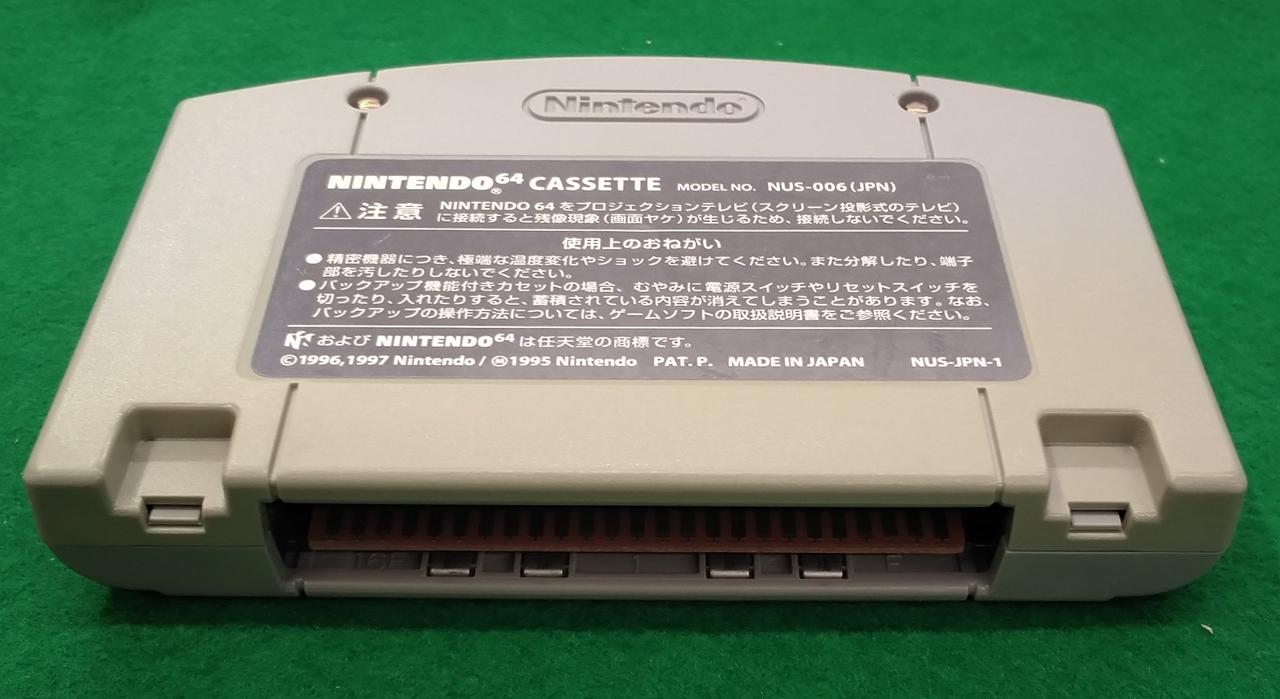 Nintendo
NINTENDO64® CASSETTE MODEL NO. NUS-006(JPN)
⚠注意 NINTENDO 64をプロジェクションテレビ(スクリーン投影式のテレビ)
に接続すると残像現象(画面ヤケ)が生じるため、接続しないでください。
使用上のおねがい
●精密機器につき、極端な温度変化やショックを避けてください。また分解したり、端子
部を汚したりしないでください。
●バックアップ機能付きカセットの場合、むやみに電源スイッチやリセットスイッチを
切ったり、入れたりすると、蓄積されている内容が消えてしまうことがあります。なお、
バックアップの操作方法については、ゲームソフトの取扱説明書をご参照ください。
およびNINTENDO64は任天堂の商標です。
©1996,1997 Nintendo/Ⓜ1995 Nintendo PAT. P. MADE IN JAPAN NUS-JPN-1